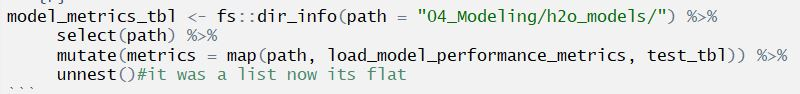 model_metrics_tbl <- fs::dir_info(path = "04_Modeling/h2o_models/") %>%
    select(path) %>%
    mutate(metrics = map(path, load_model_performance_metrics, test_tbl)) %>%
    unnest()#it was a list now its flat
```